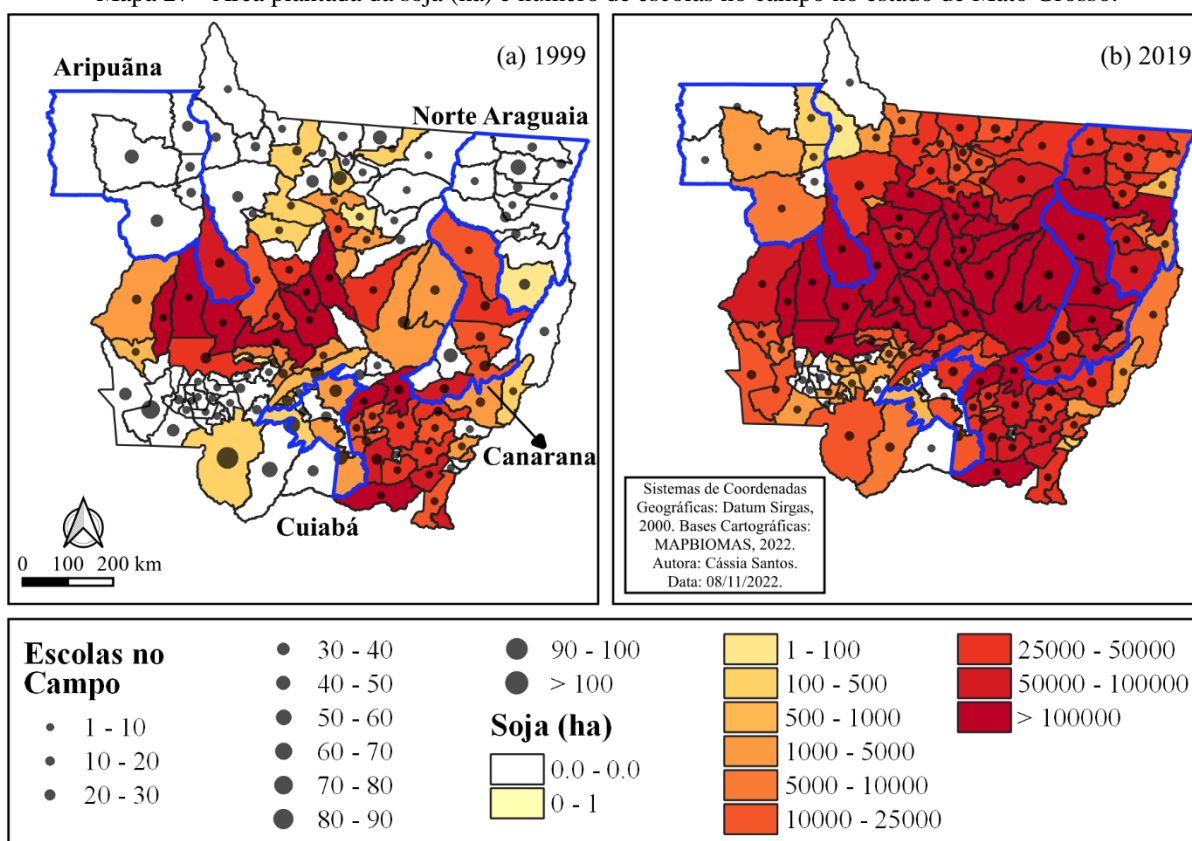 (a) 1999
(b) 2019
Aripuãna
Norte Araguaia
Canarana
Cuiabá
0 100 200 km
Sistemas de Coordenadas
Geográficas: Datum Sirgas,
2000. Bases Cartográficas:
MAPBIOMAS, 2022.
Autora: Cássia Santos.
Data: 08/11/2022.
Escolas no
Campo
1 - 10
10 - 20
20 - 30
30 - 40
40 - 50
50 - 60
60 - 70
70 - 80
80 - 90
90 - 100
> 100
Soja (ha)
0.0 - 0.0
0 - 1
1 - 100
100 - 500
500 - 1000
1000 - 5000
5000 - 10000
10000 - 25000
25000 - 50000
50000 - 100000
> 100000